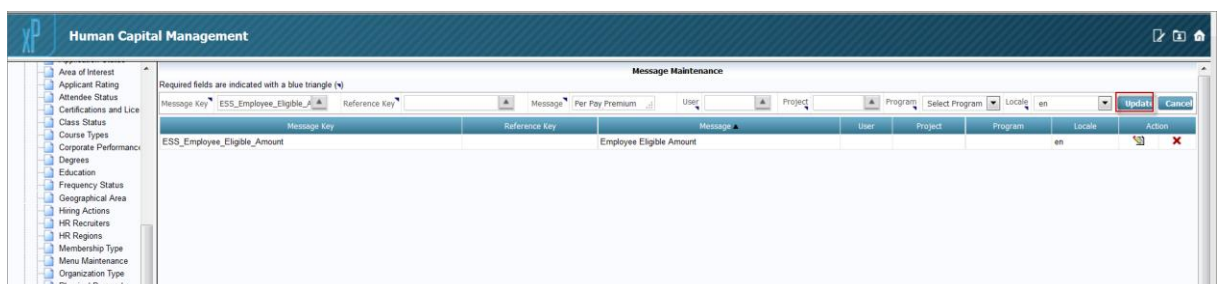 xP Human Capital Management
Message Maintenance
Required fields are indicated with a blue triangle
Message Key ESS_Employee_Eligible_A Reference Key Message Per Pay Premium User Project Program Select Program Locale en Update Cancel
Message Key Reference Key Message User Project Program Locale Action
ESS_Employee_Eligible_Amount Employee Eligible Amount en
Area of Interest
Applicant Rating
Attendee Status
Certifications and Lice
Class Status
Course Types
Corporate Performance
Degrees
Education
Frequency Status
Geographical Area
Hiring Actions
HR Recruiters
HR Regions
Membership Type
Menu Maintenance
Organization Type